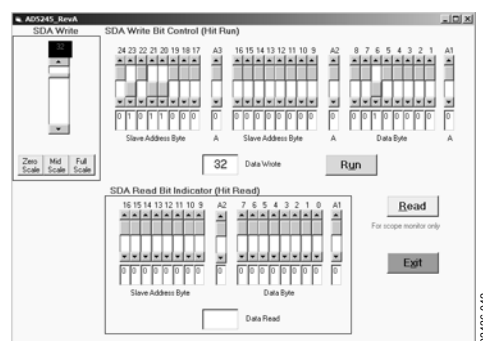 AD5245_RevA
SDA Write
SDA Write Bit Control (Hit Run)
32
24 23 22 21 20 19 18 17 A3 16 15 14 13 12 11 10 9 A2 8 7 6 5 4 3 2 1 A1
0 1 0 1 1 0 0 0 0 0 0 0 0 0 0 0 0 0 0 0 0 1 0 0 0 0 0 0
Slave Address Byte A Slave Address Byte A Data Byte A
Zero Scale Mid Scale Full Scale
32 Data Wrote Run
SDA Read Bit Indicator (Hit Read)
16 15 14 13 12 11 10 9 A2 7 6 5 4 3 2 1 0 A1
0 0 0 0 0 0 0 0 0 0 0 0 0 0 0 0 0 0
Slave Address Byte Data Byte
Read
For scope monitor only
Exit
Data Read